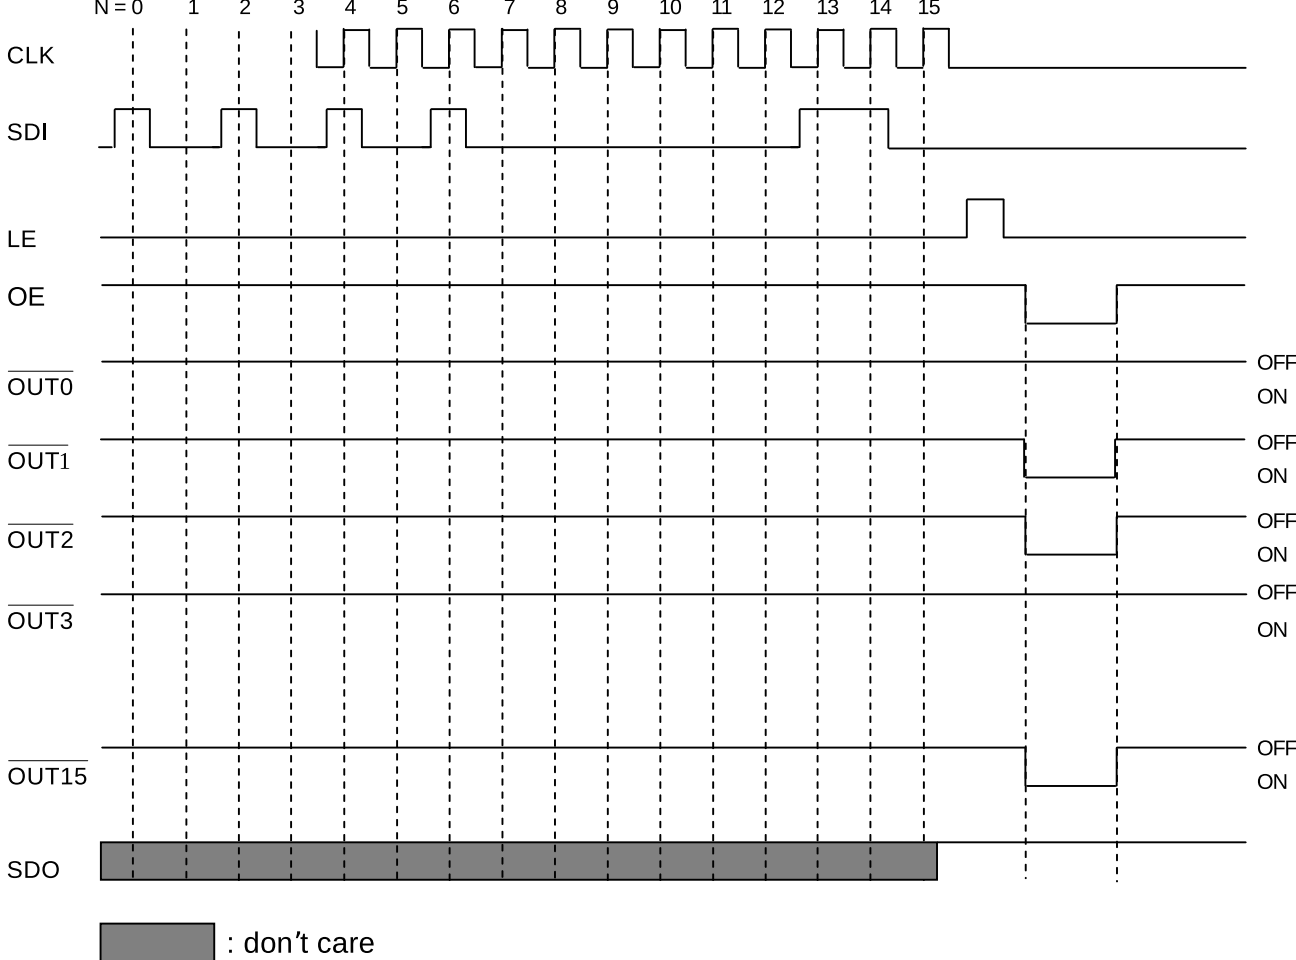 N = 0 1 2 3 4 5 6 7 8 9 10 11 12 13 14 15
CLK
SDI
LE
OE
OUT0 OFF
ON
OUT1 OFF
ON
OUT2 OFF
ON
OUT3 OFF
ON
OUT15 OFF
ON
SDO
: don't care